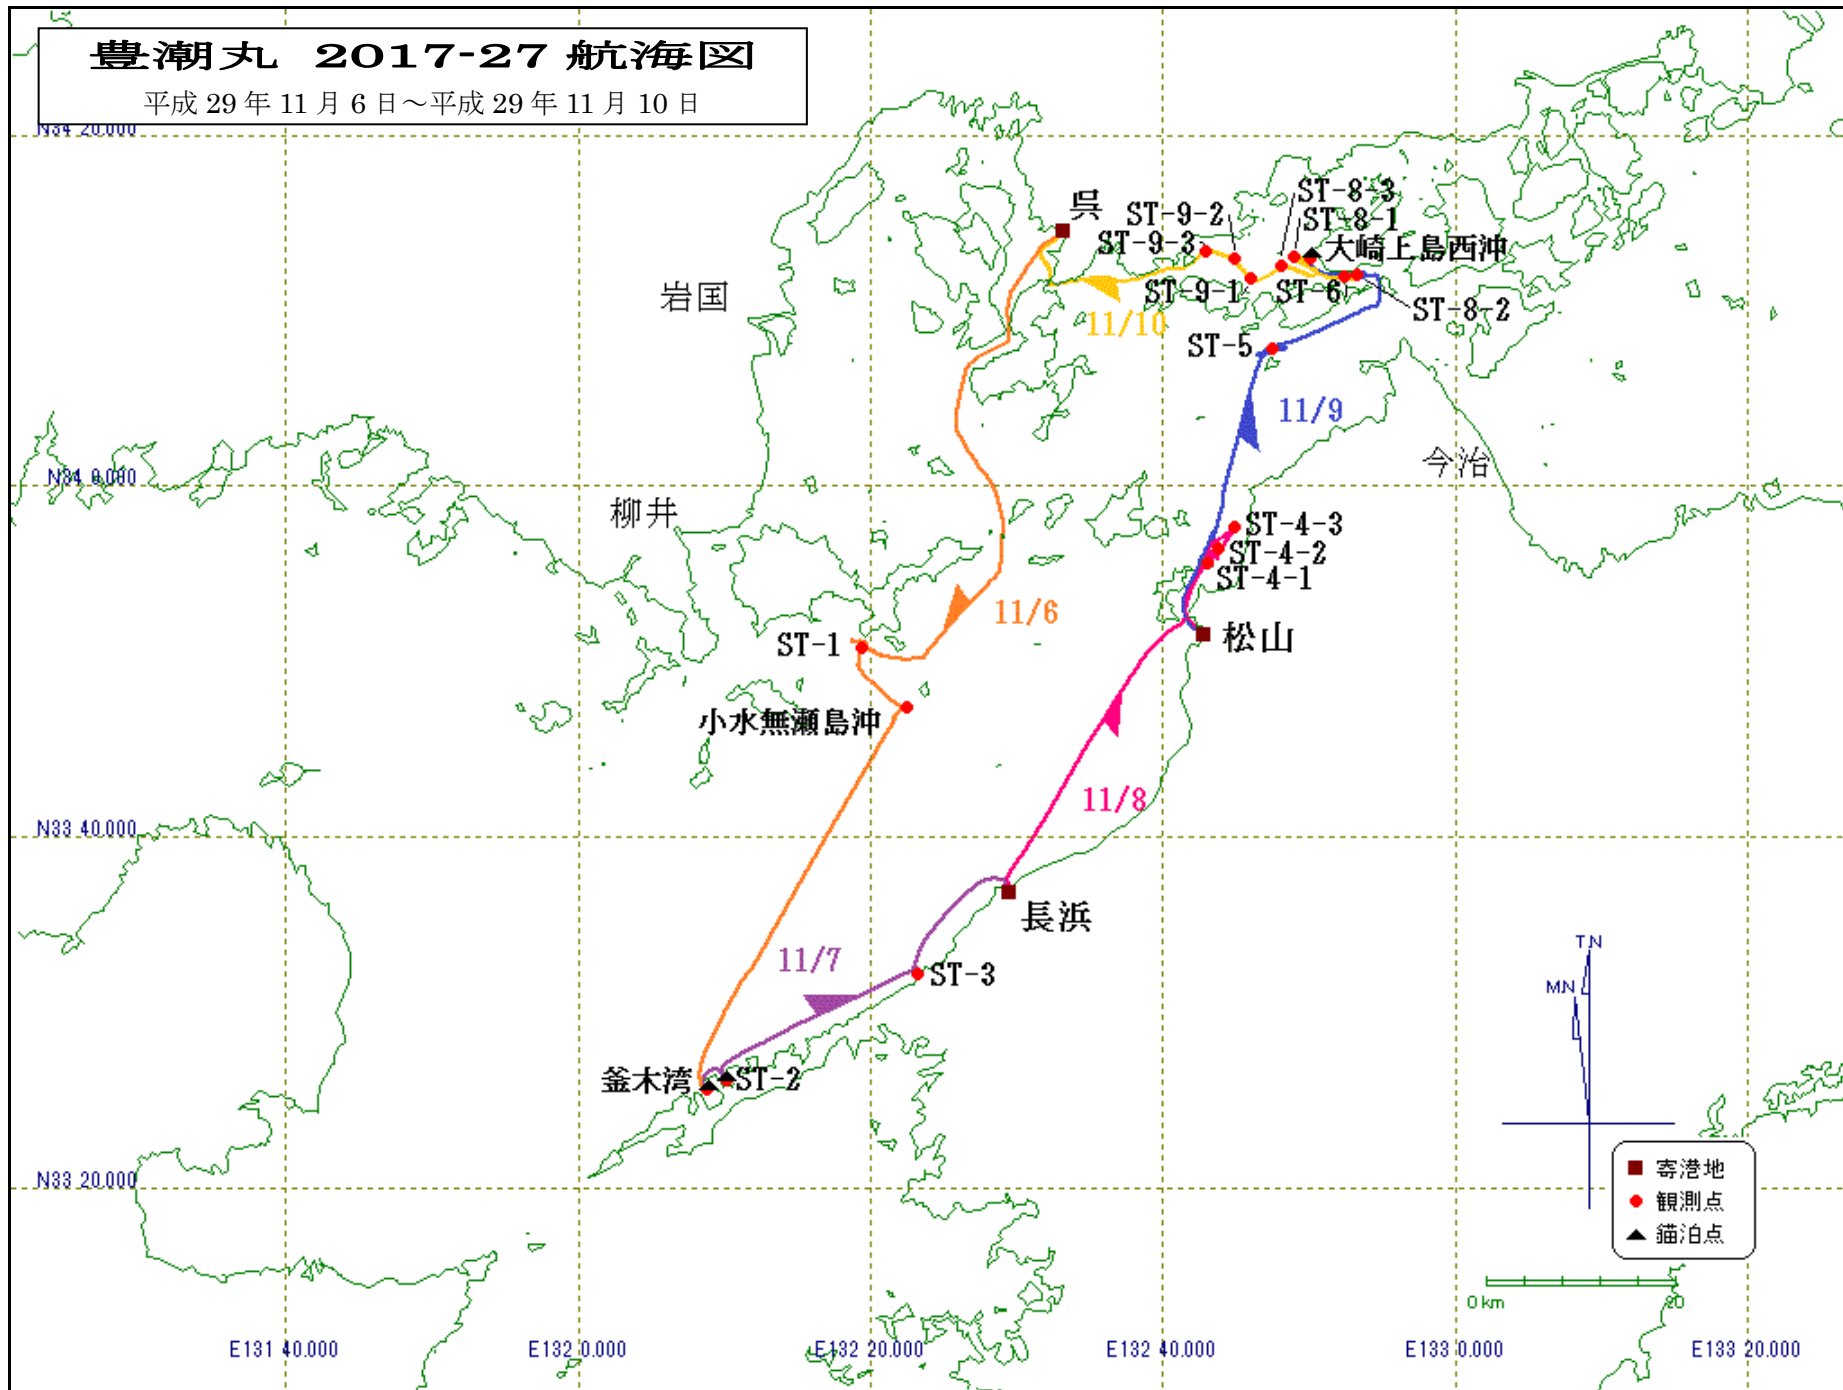 豊潮丸 2017-27 航海図
平成 29 年 11 月 6 日～平成 29 年 11 月 10 日
N34 20.000
呉
ST-8-3
ST-9-2
ST-8-1
ST-9-3
大崎上島西沖
岩国
ST-9-1
ST-6
ST-8-2
11/10
ST-5
11/9
今治
N34 0.000
柳井
ST-4-3
ST-4-2
ST-4-1
11/6
ST-1
松山
小水無瀬島沖
11/8
N33 40.000
長浜
T.N
11/7
ST-3
M.N
釜木湾
ST-2
寄港地
N33 20.000
観測点
錨泊点
0 km
20
E131 40.000
E132 0.000
E132 20.000
E132 40.000
E133 0.000
E133 20.000